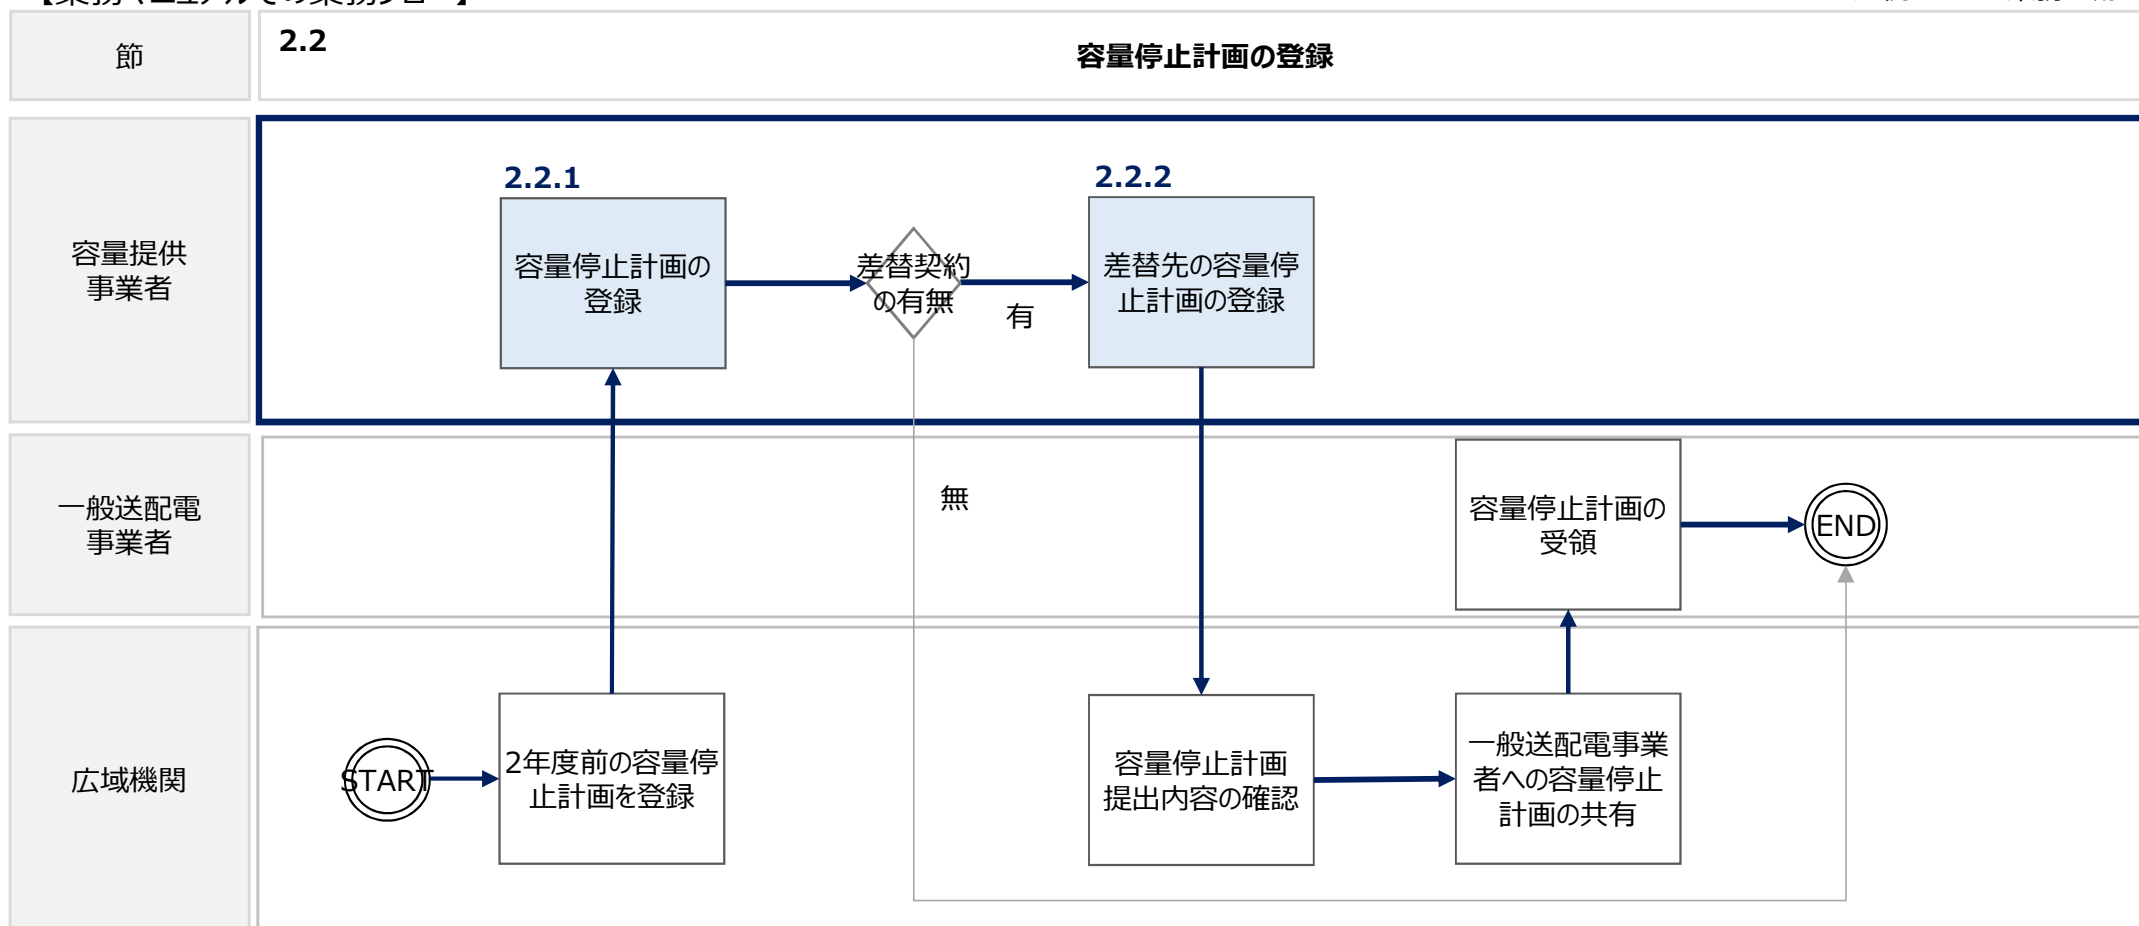 節
2.2
容量停止計画の登録
容量提供
事業者
2.2.1
容量停止計画の
登録
差替契約
の有無
有
2.2.2
差替先の容量停
止計画の登録
一般送配電
事業者
無
容量停止計画の
受領
END
広域機関
START
2年度前の容量停
止計画を登録
容量停止計画
提出内容の確認
一般送配電事業
者への容量停止
計画の共有